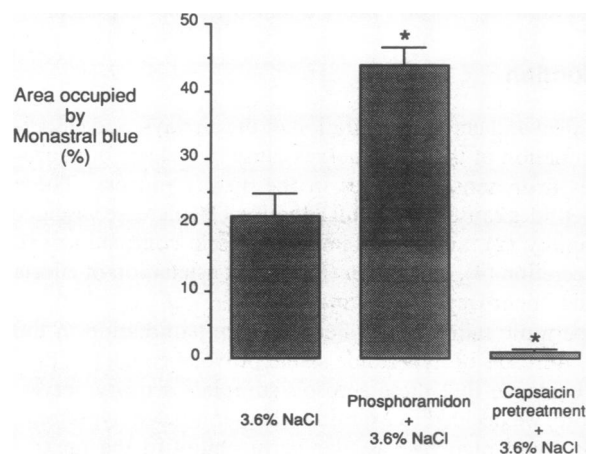 Area occupied
by
Monastral blue
(%)
50
40
30
20
10
0
*
*
3.6% NaCl
Phosphoramidon
+
3.6% NaCl
Capsaicin
pretreatment
+
3.6% NaCl